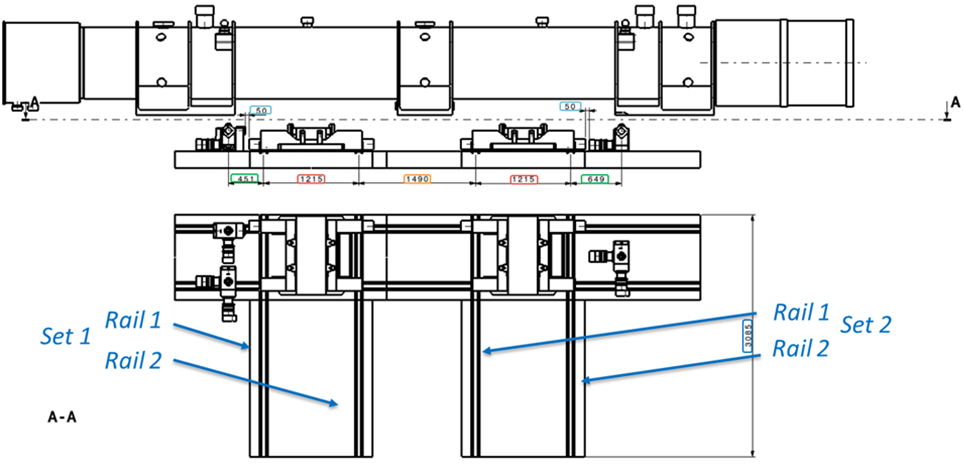 A
50
50
A
451
1215
1490
1215
649
Rail 1
Set 1
Rail 2
Rail 1
Set 2
Rail 2
3085
A-A